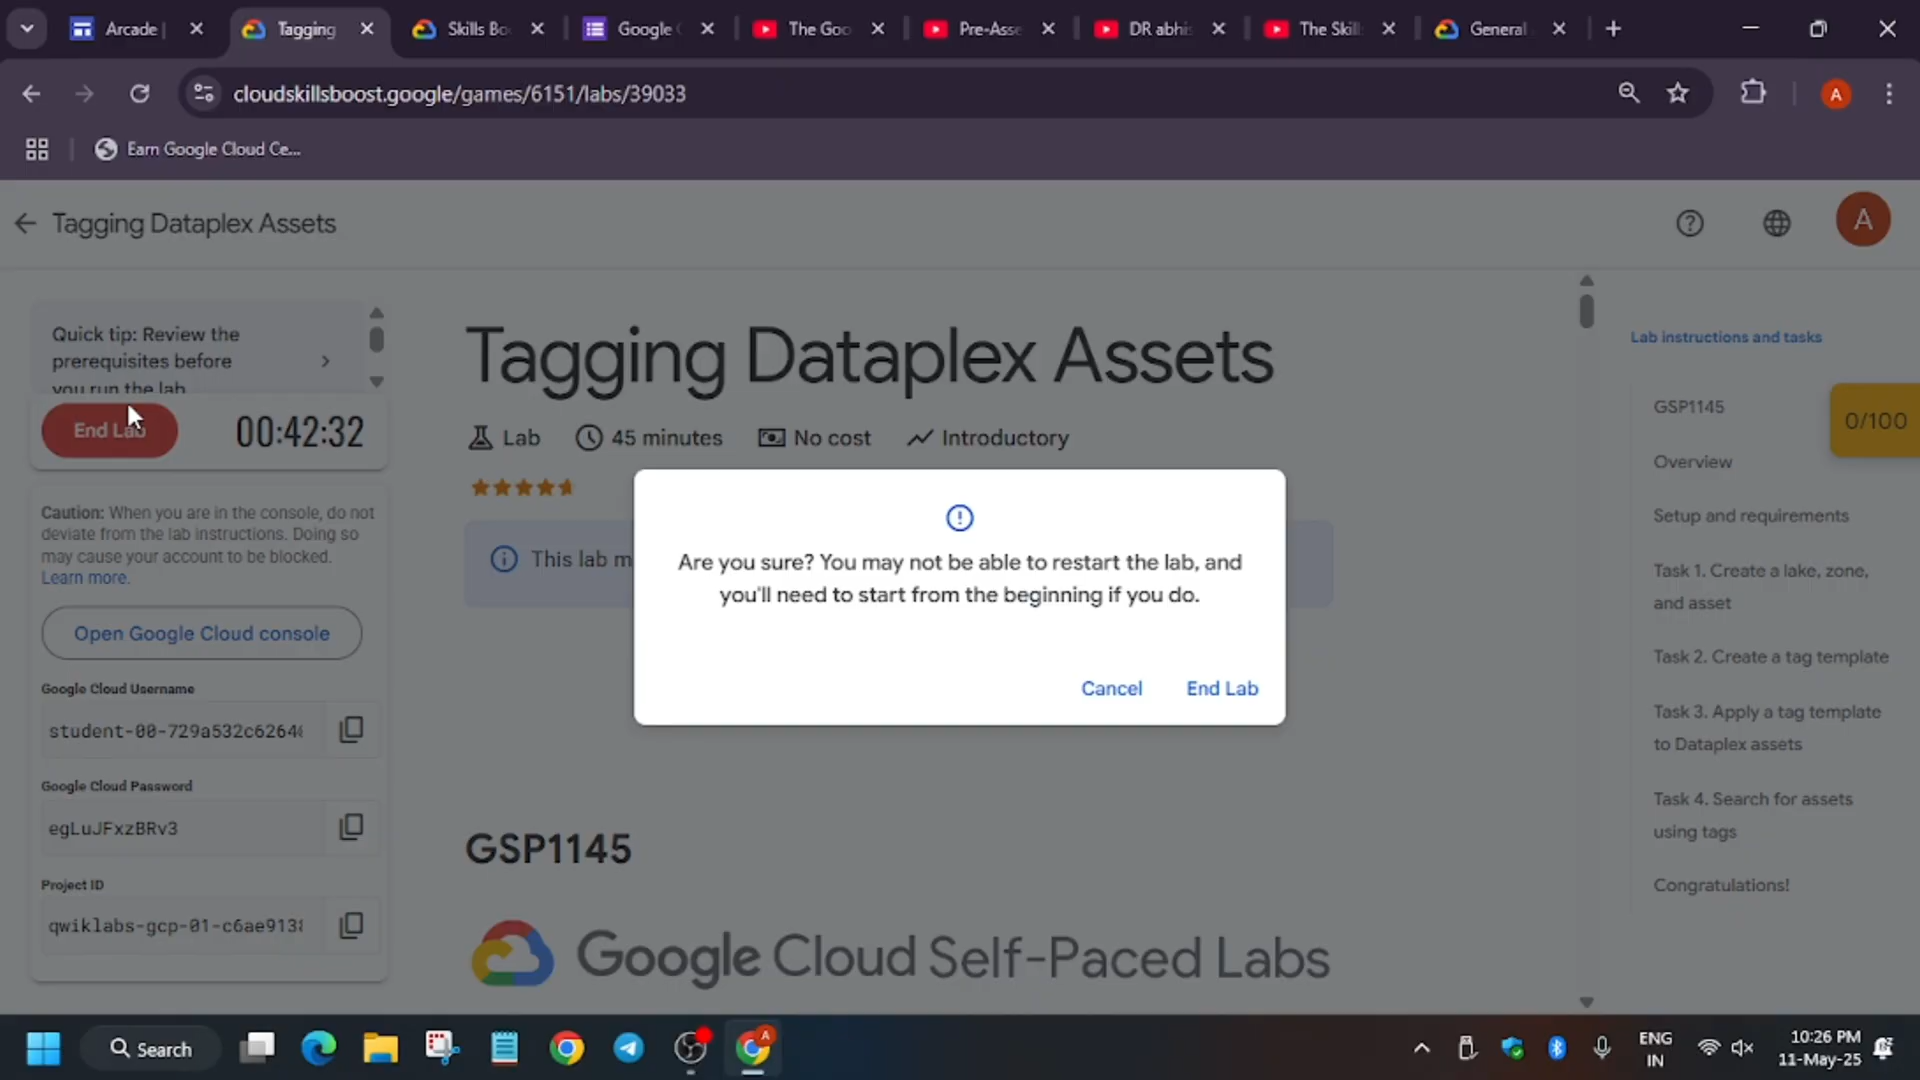 Arcade |
Tagging
Skills Bo
Google C
The Goo
Pre-Asse
DR abhis
The Skill
General
cloudskillsboost.google/games/6151/labs/39033
A
Earn Google Cloud Ce...
Tagging Dataplex Assets
A
Quick tip: Review the
prerequisites before
you run the lab
End Lab
00:42:32
Caution: When you are in the console, do not
deviate from the lab instructions. Doing so
may cause your account to be blocked.
Learn more.
Open Google Cloud console
Google Cloud Username
student-00-729a532c6264
Google Cloud Password
egLuJFxzBRv3
Project ID
qwiklabs-gcp-01-c6ae913
Tagging Dataplex Assets
Lab
45 minutes
No cost
Introductory
This lab m
Are you sure? You may not be able to restart the lab, and
you'll need to start from the beginning if you do.
Cancel
End Lab
GSP1145
Google Cloud Self-Paced Labs
Lab instructions and tasks
GSP1145
0/100
Overview
Setup and requirements
Task 1. Create a lake, zone,
and asset
Task 2. Create a tag template
Task 3. Apply a tag template
to Dataplex assets
Task 4. Search for assets
using tags
Congratulations!
Search
A
ENG
IN
10:26 PM
11-May-25